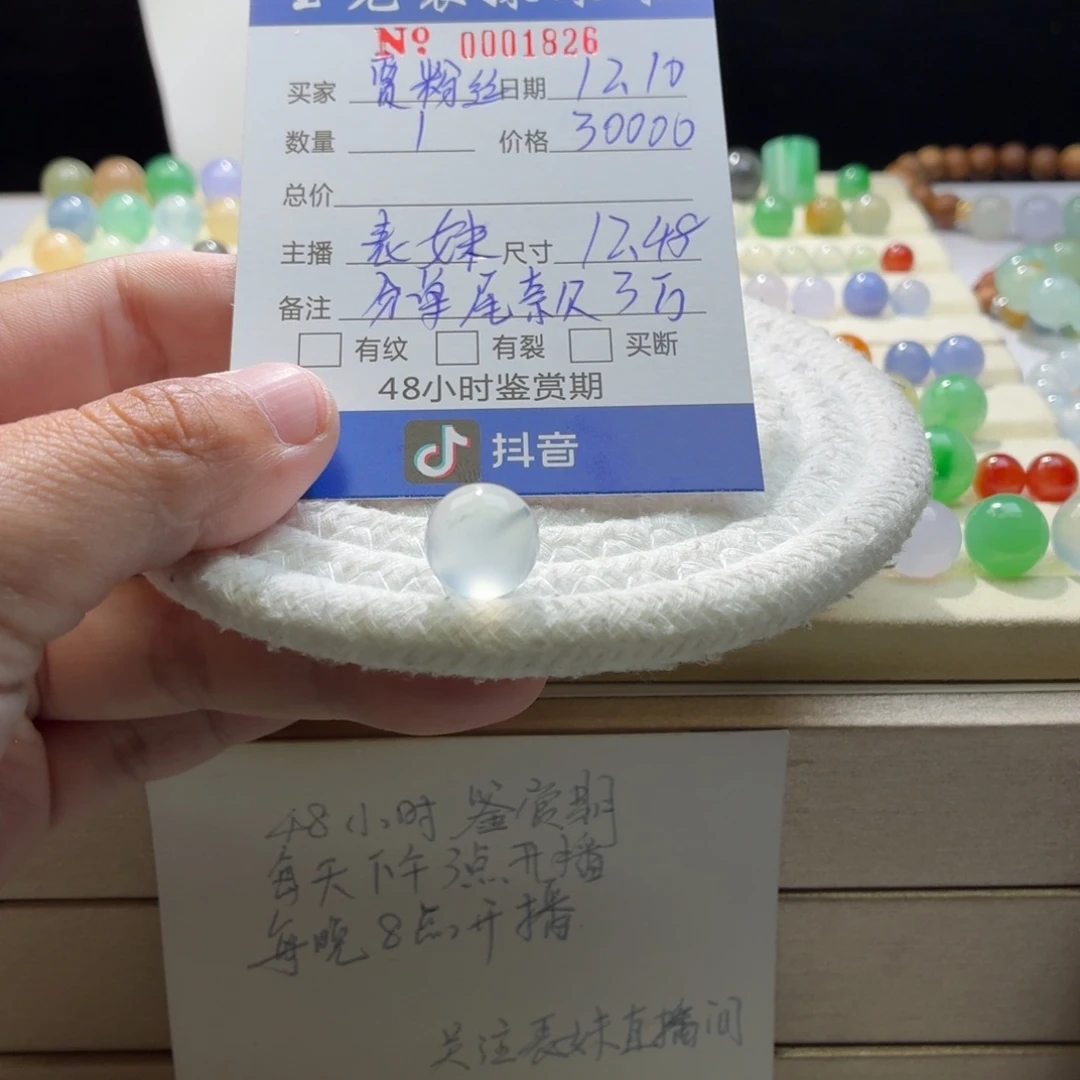 Nº 0001826
买家 贾粉丝 日期 12.10
数量 1 价格 30000
总价
主播 表妹 尺寸 12.48
备注 分单尾款 3万
有纹 有裂 买断
48小时鉴赏期
抖音
48小时鉴赏期
每天下午3点开播
每晚8点开播
关注表妹直播间